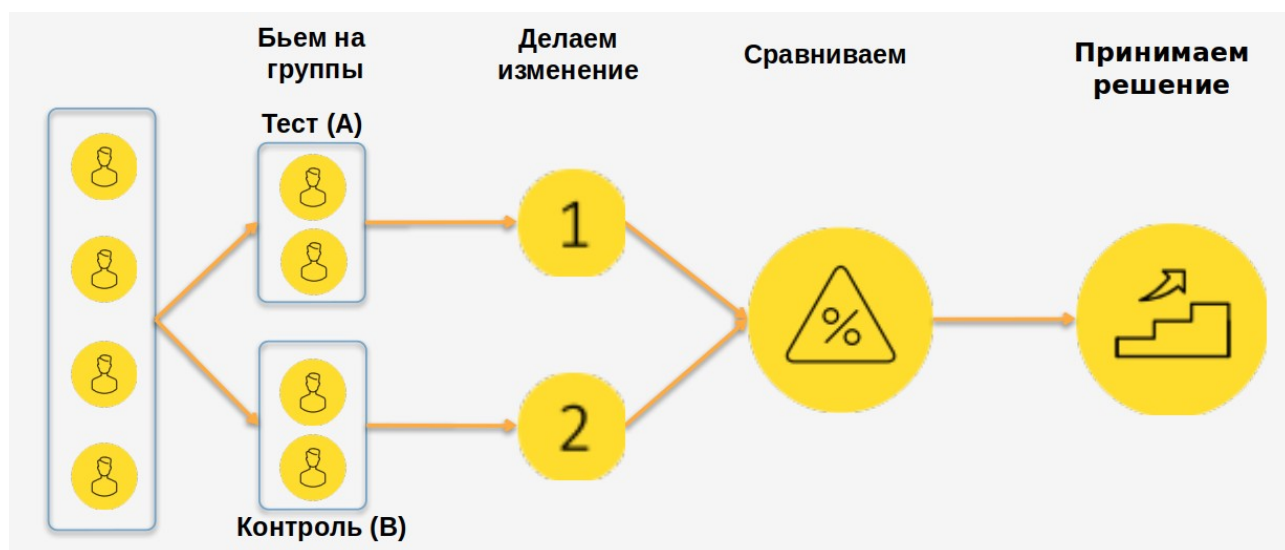 Бьем на
группы
Делаем
изменение
Сравниваем
Принимаем
решение
Тест (A)
1
%
2
Контроль (B)